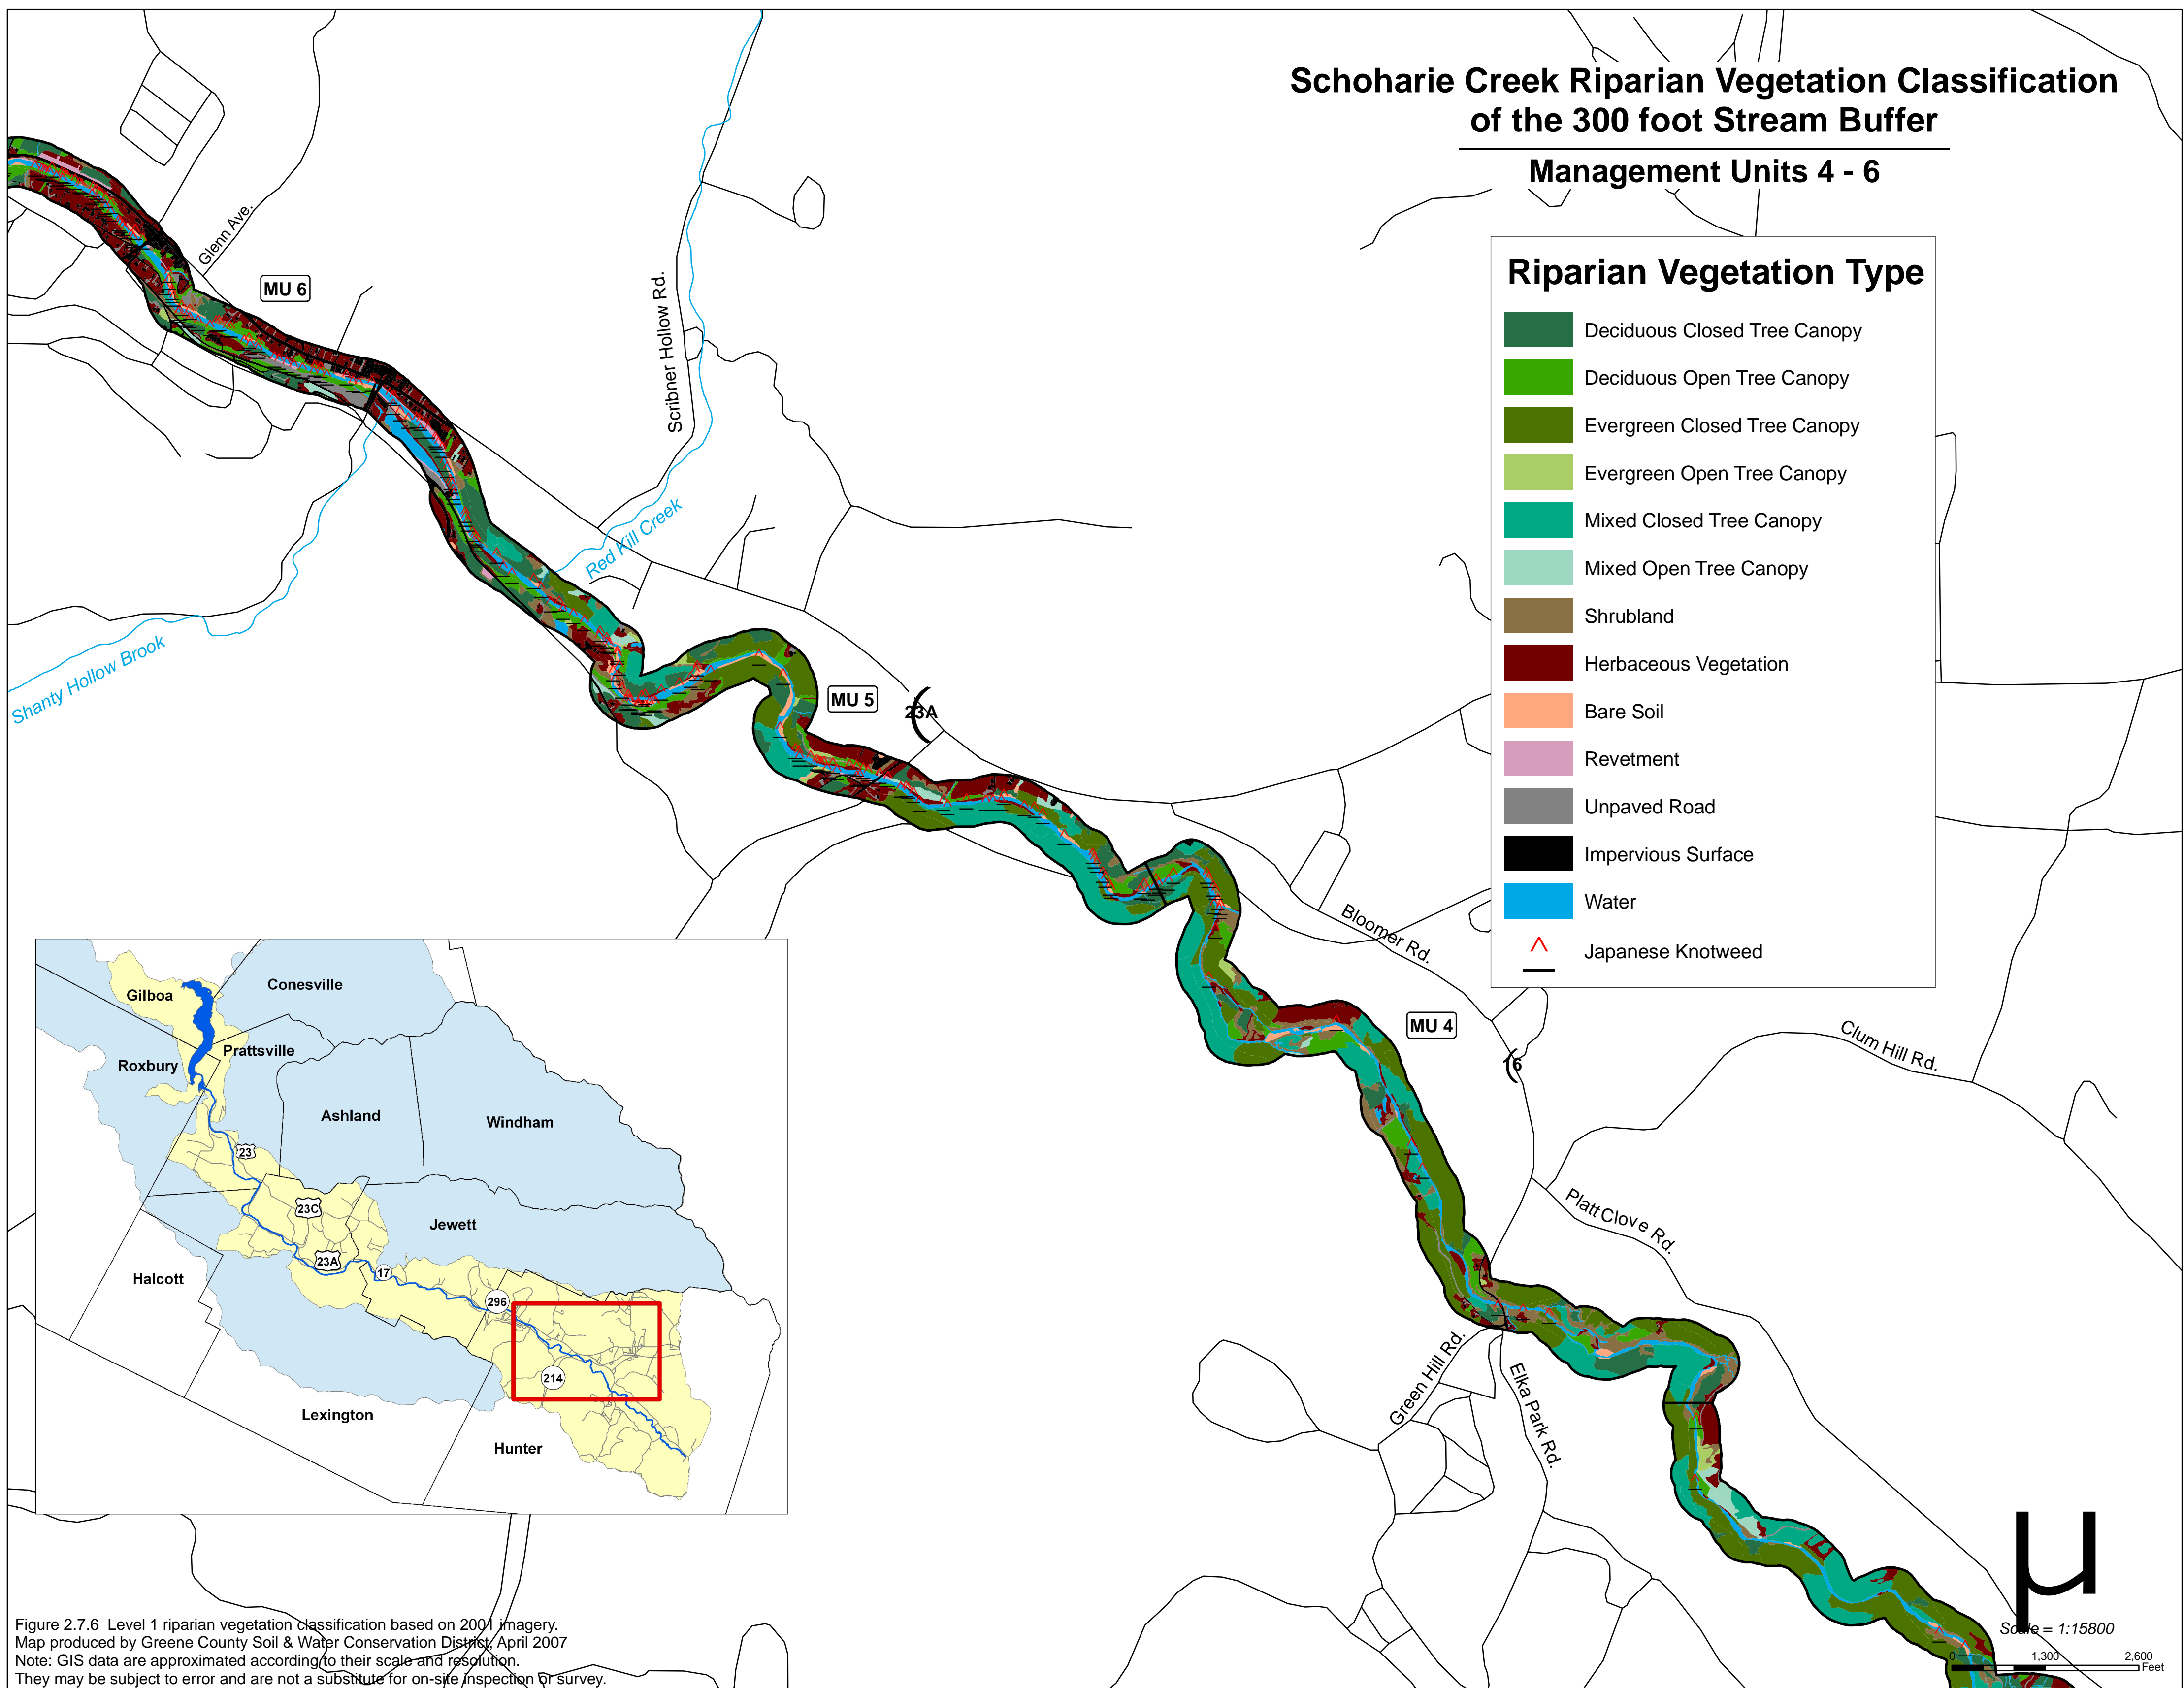 Schoharie Creek Riparian Vegetation Classification
of the 300 foot Stream Buffer
Management Units 4 - 6
Riparian Vegetation Type
Deciduous Closed Tree Canopy
Deciduous Open Tree Canopy
Evergreen Closed Tree Canopy
Evergreen Open Tree Canopy
Mixed Closed Tree Canopy
Mixed Open Tree Canopy
Shrubland
Herbaceous Vegetation
Bare Soil
Revetment
Unpaved Road
Impervious Surface
Water
Japanese Knotweed
Glenn Ave.
MU 6
Scribner Hollow Rd.
Red Kill Creek
Shanty Hollow Brook
MU 5
23A
Bloomer Rd.
MU 4
16
Clum Hill Rd.
Platt Clove Rd.
Green Hill Rd.
Elka Park Rd.
Gilboa
Conesville
Roxbury
Prattsville
Ashland
Windham
23
23C
Jewett
23A
17
Halcott
296
214
Lexington
Hunter
µ
Scale = 1:15800
0 1,300 2,600
Feet
Figure 2.7.6 Level 1 riparian vegetation classification based on 2001 imagery.
Map produced by Greene County Soil & Water Conservation District, April 2007
Note: GIS data are approximated according to their scale and resolution.
They may be subject to error and are not a substitute for on-site inspection or survey.